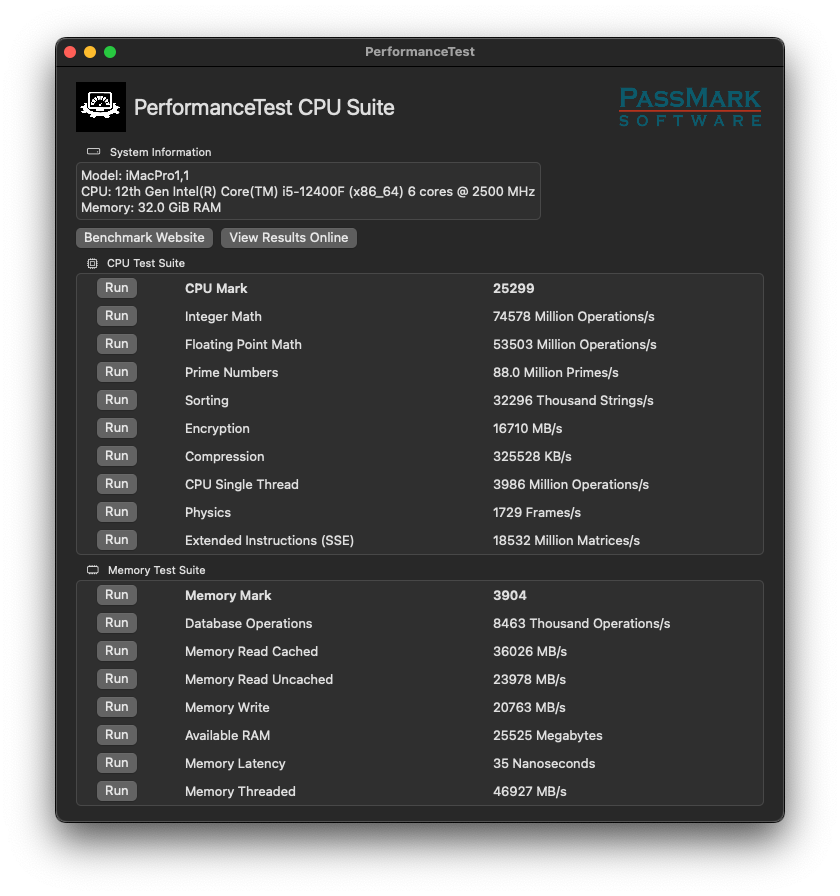 PerformanceTest
PerformanceTest CPU Suite
PASSMARK
SOFTWARE
System Information
Model: iMacPro1,1
CPU: 12th Gen Intel(R) Core(TM) i5-12400F (x86_64) 6 cores @ 2500 MHz
Memory: 32.0 GiB RAM
Benchmark Website View Results Online
CPU Test Suite
Run CPU Mark 25299
Run Integer Math 74578 Million Operations/s
Run Floating Point Math 53503 Million Operations/s
Run Prime Numbers 88.0 Million Primes/s
Run Sorting 32296 Thousand Strings/s
Run Encryption 16710 MB/s
Run Compression 325528 KB/s
Run CPU Single Thread 3986 Million Operations/s
Run Physics 1729 Frames/s
Run Extended Instructions (SSE) 18532 Million Matrices/s
Memory Test Suite
Run Memory Mark 3904
Run Database Operations 8463 Thousand Operations/s
Run Memory Read Cached 36026 MB/s
Run Memory Read Uncached 23978 MB/s
Run Memory Write 20763 MB/s
Run Available RAM 25525 Megabytes
Run Memory Latency 35 Nanoseconds
Run Memory Threaded 46927 MB/s